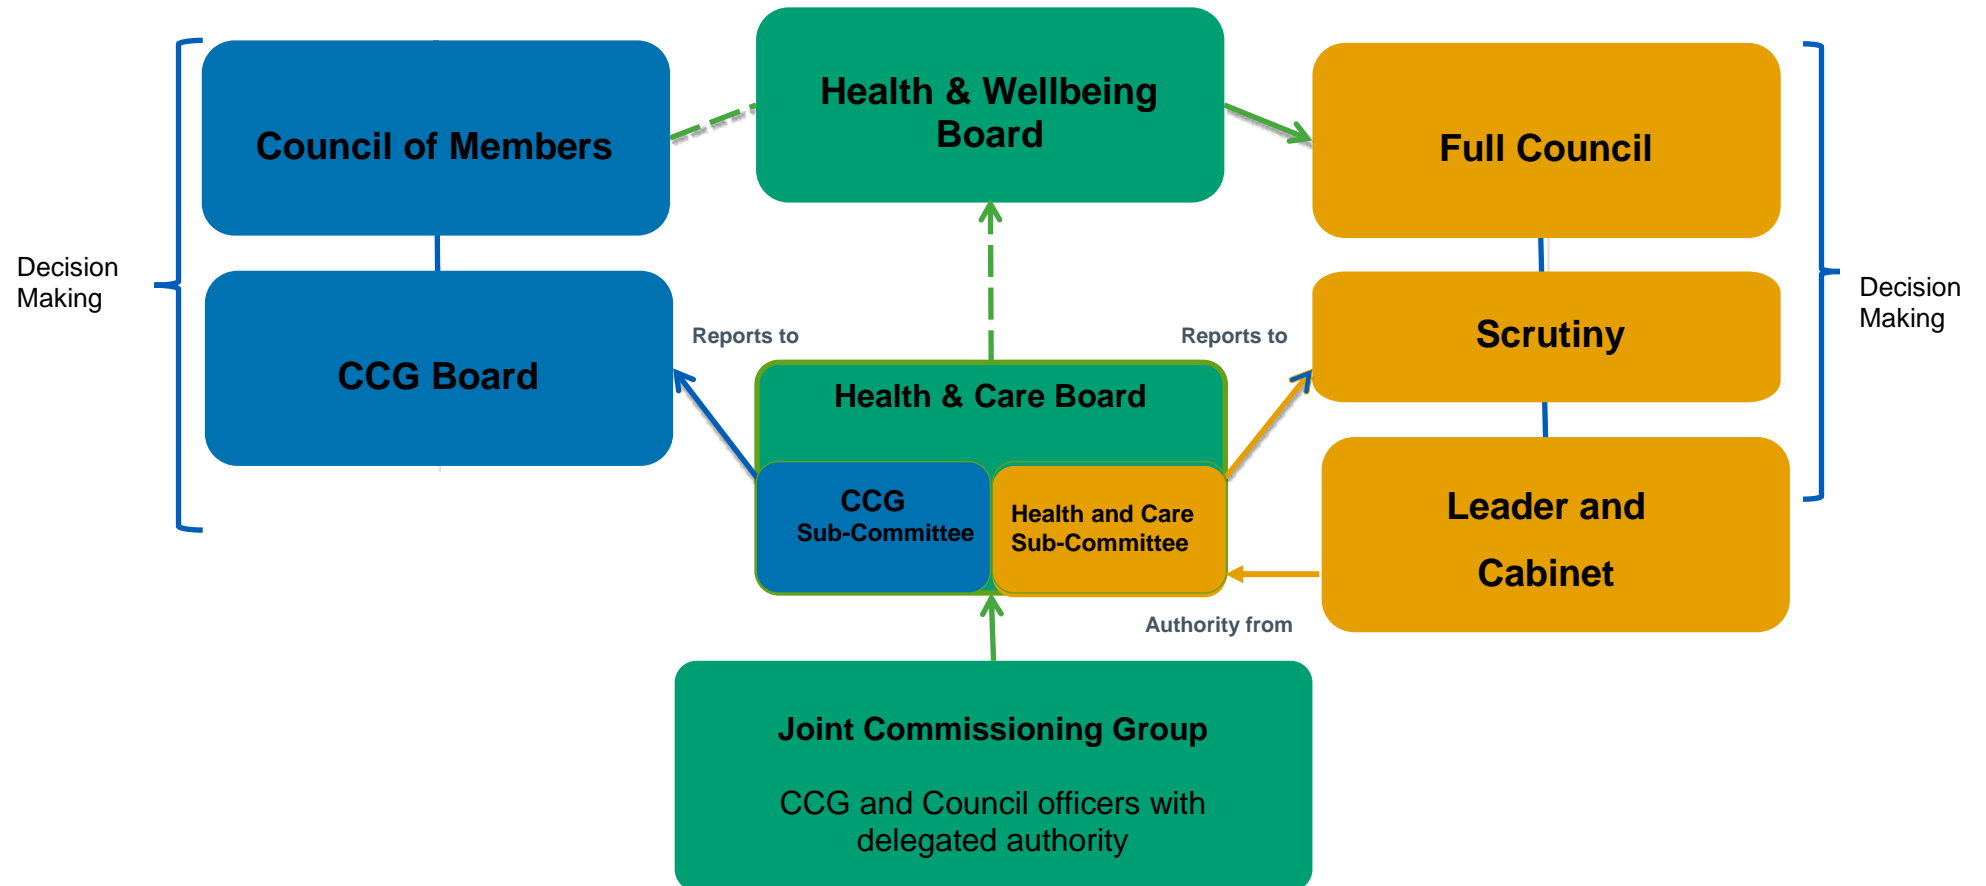 Health & Wellbeing
Board
Council of Members
Full Council
Decision
Making
Decision
Making
CCG Board
Reports to
Reports to
Scrutiny
Health & Care Board
CCG
Sub-Committee
Health and Care
Sub-Committee
Leader and
Cabinet
Authority from
Joint Commissioning Group
CCG and Council officers with
delegated authority